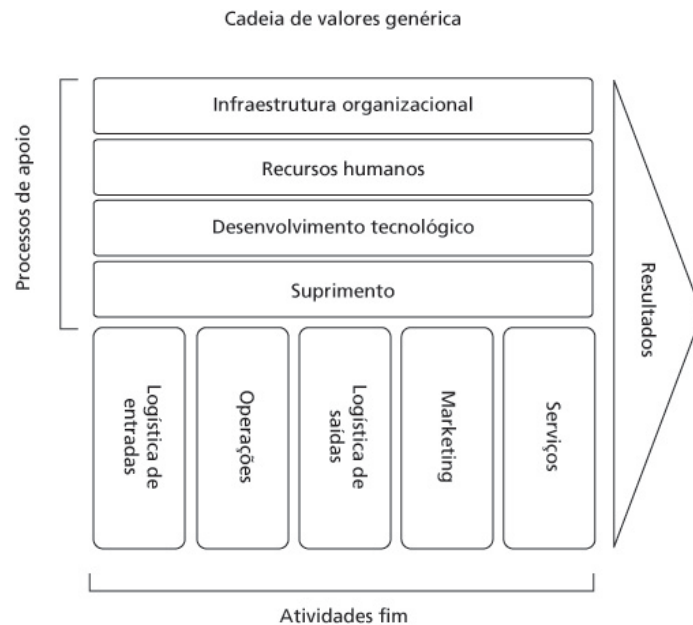 Cadeia de valores genérica
Processos de apoio
Infraestrutura organizacional
Recursos humanos
Desenvolvimento tecnológico
Suprimento
Logística de
entradas
Operações
Logística de
saídas
Marketing
Serviços
Resultados
Atividades fim